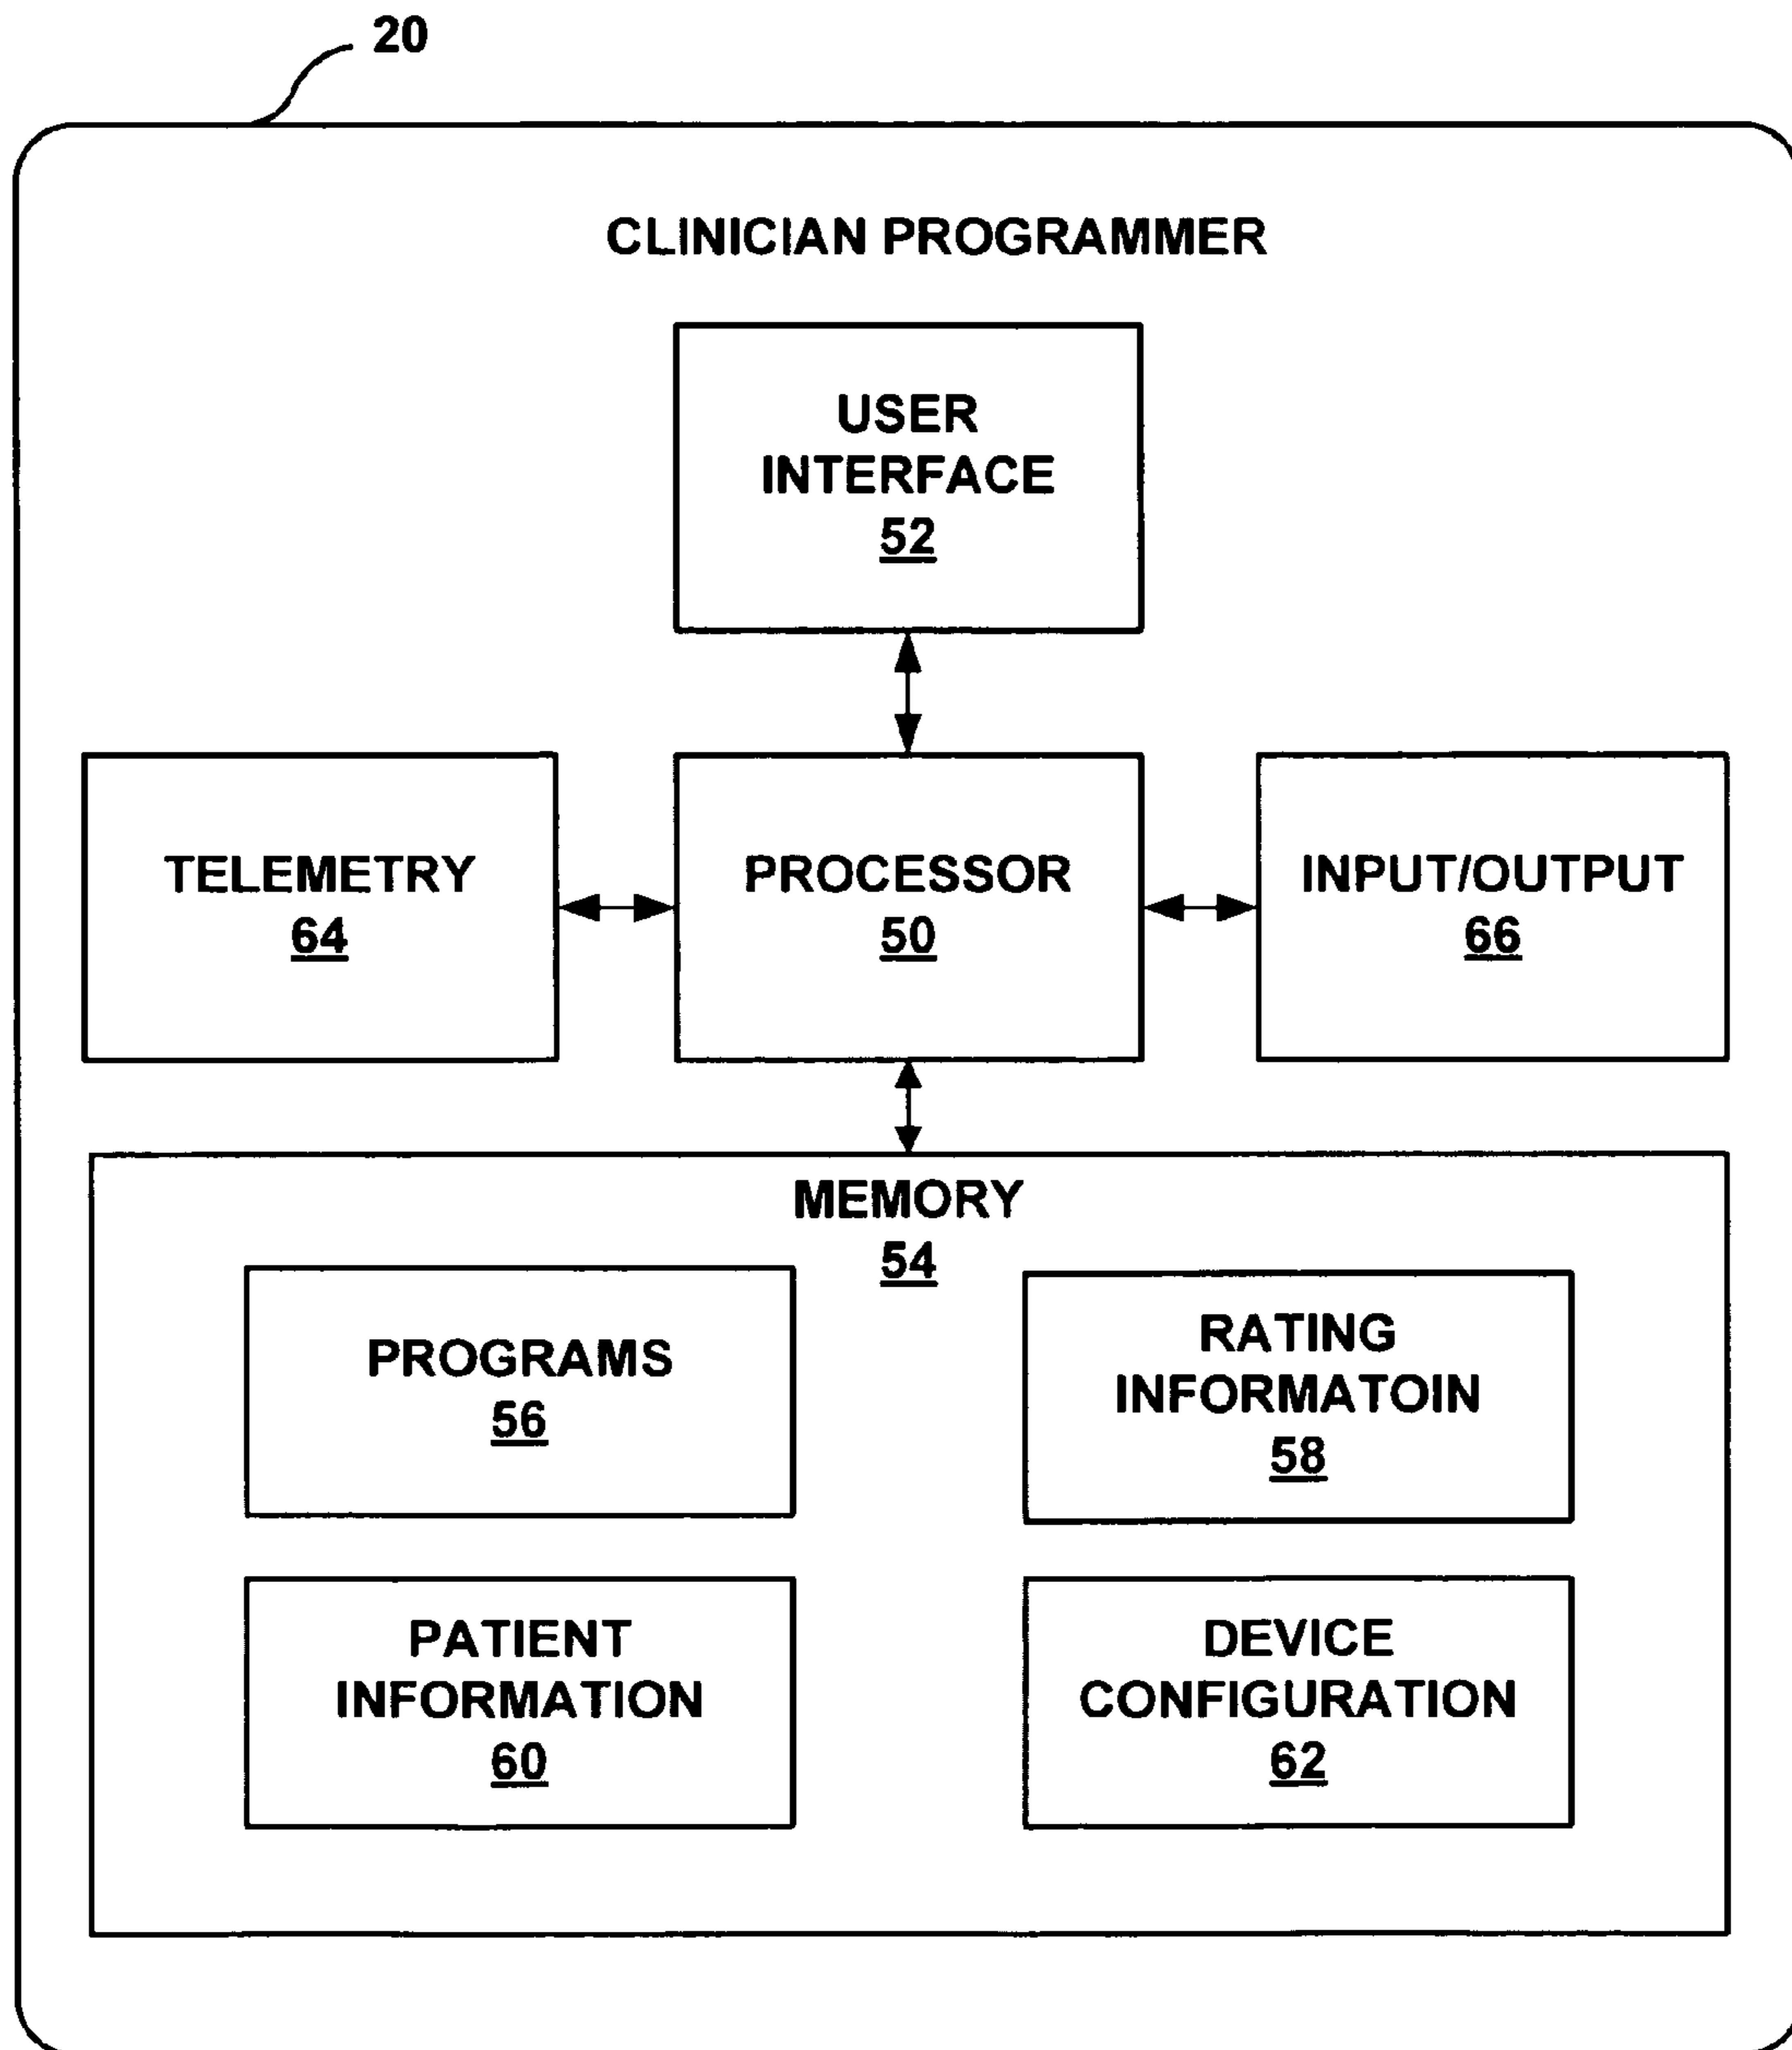 20
CLINICIAN PROGRAMMER
USER
INTERFACE
52
TELEMETRY
64
PROCESSOR
50
INPUT/OUTPUT
66
MEMORY
54
PROGRAMS
56
RATING
INFORMATOIN
58
PATIENT
INFORMATION
60
DEVICE
CONFIGURATION
62